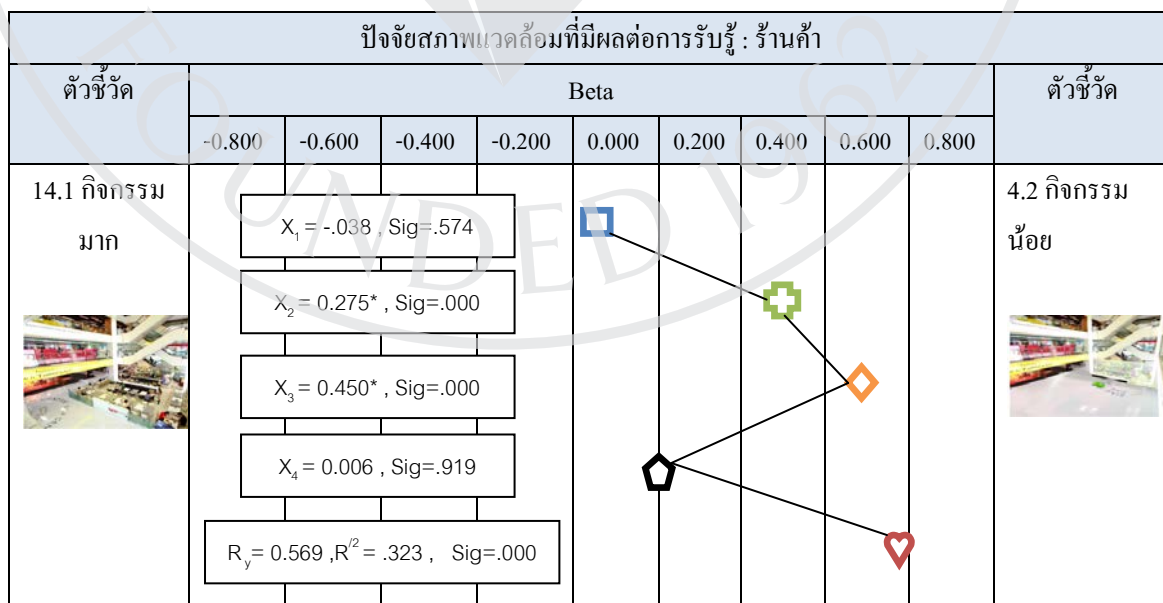 ปัจจัยสภาพแวดล้อมที่มีผลต่อการรับรู้ : ร้านค้า
ตัวชี้วัด Beta ตัวชี้วัด
-0.800 -0.600 -0.400 -0.200 0.000 0.200 0.400 0.600 0.800
14.1 กิจกรรม
มาก
4.2 กิจกรรม
น้อย
X₁ = -.038 , Sig=.574
X₂ = 0.275* , Sig=.000
X₃ = 0.450* , Sig=.000
X₄ = 0.006 , Sig=.919
Rᵧ= 0.569 ,R'² = .323 , Sig=.000
FOUNDED 1962